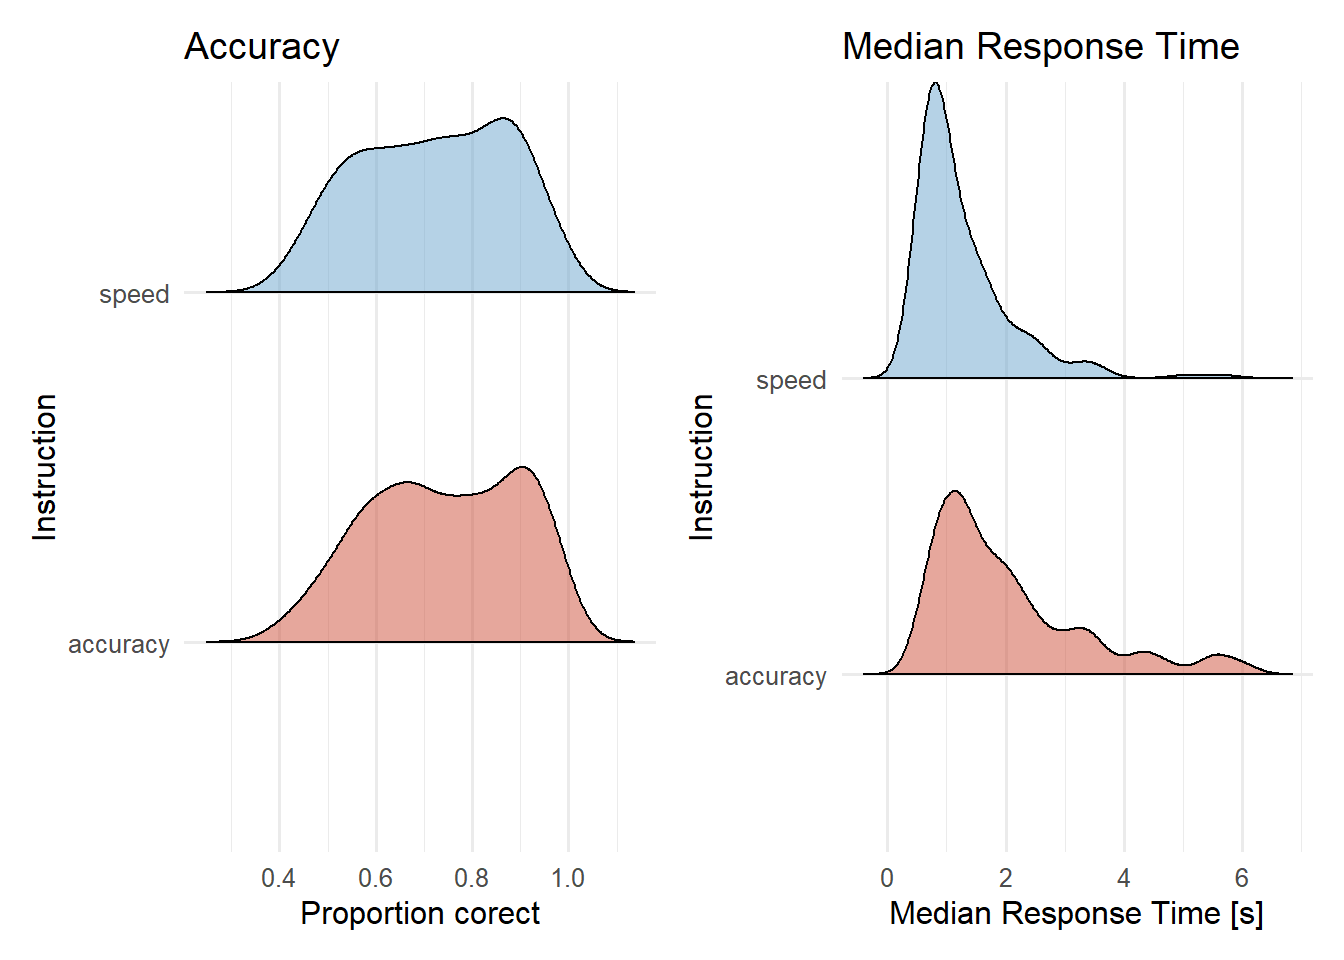 Accuracy
Instruction
speed
accuracy
0.4 0.6 0.8 1.0
Proportion corect
Median Response Time
Instruction
speed
accuracy
0 2 4 6
Median Response Time [s]